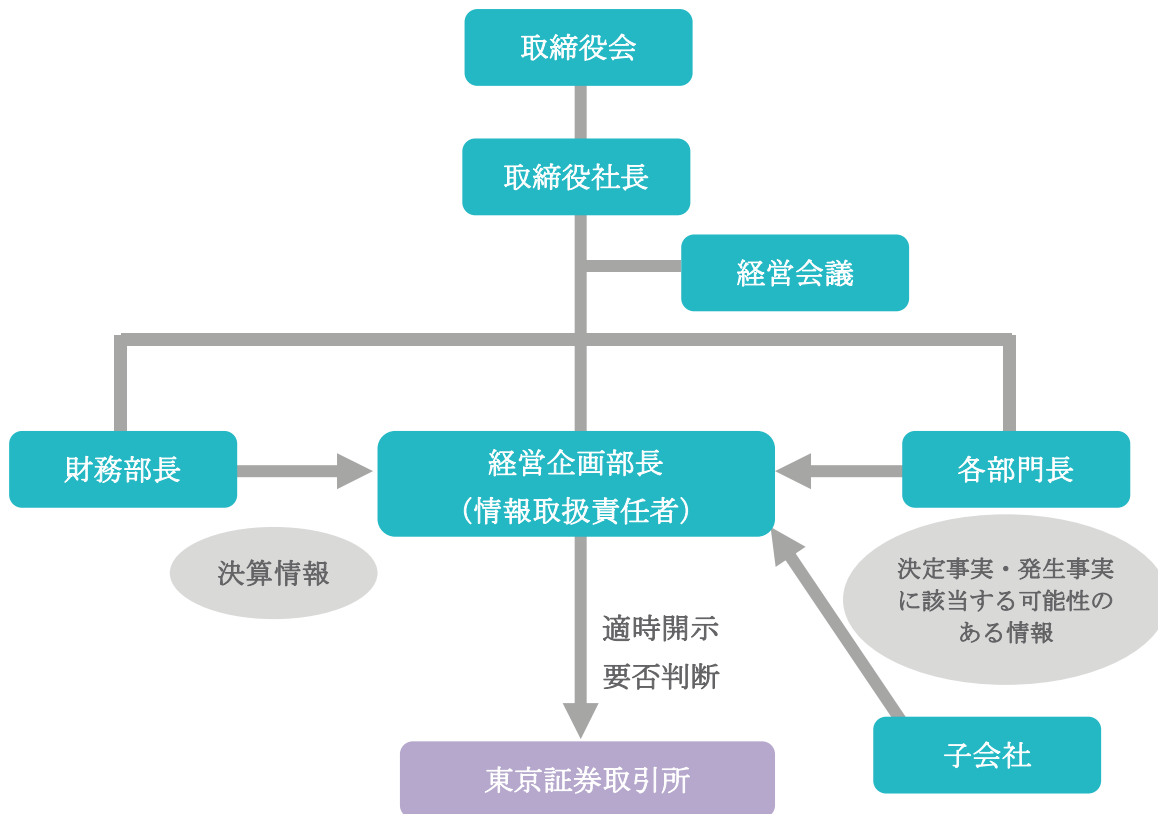 取締役会
取締役社長
経営会議
財務部長
経営企画部長
（情報取扱責任者）
各部門長
決算情報
決定事実・発生事実
に該当する可能性の
ある情報
適時開示
要否判断
子会社
東京証券取引所